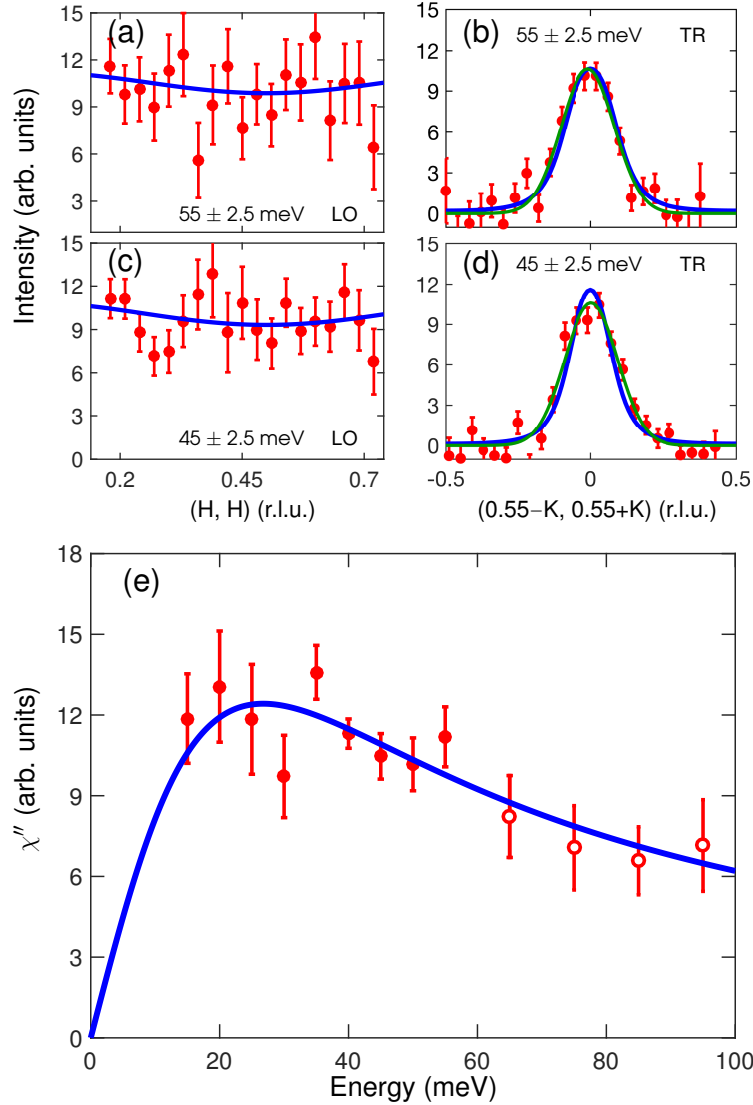 (a)
(b)
55 ± 2.5 meV TR
15
12
9
6
3
55 ± 2.5 meV LO
15
12
9
6
3
0
(c)
(d)
45 ± 2.5 meV TR
15
12
9
6
3
0
45 ± 2.5 meV LO
15
12
9
6
3
0
Intensity (arb. units)
0.2 0.45 0.7
-0.5 0 0.5
(H, H) (r.l.u.)
(0.55−K, 0.55+K) (r.l.u.)
(e)
18
15
12
9
6
3
0
χ″ (arb. units)
0 20 40 60 80 100
Energy (meV)